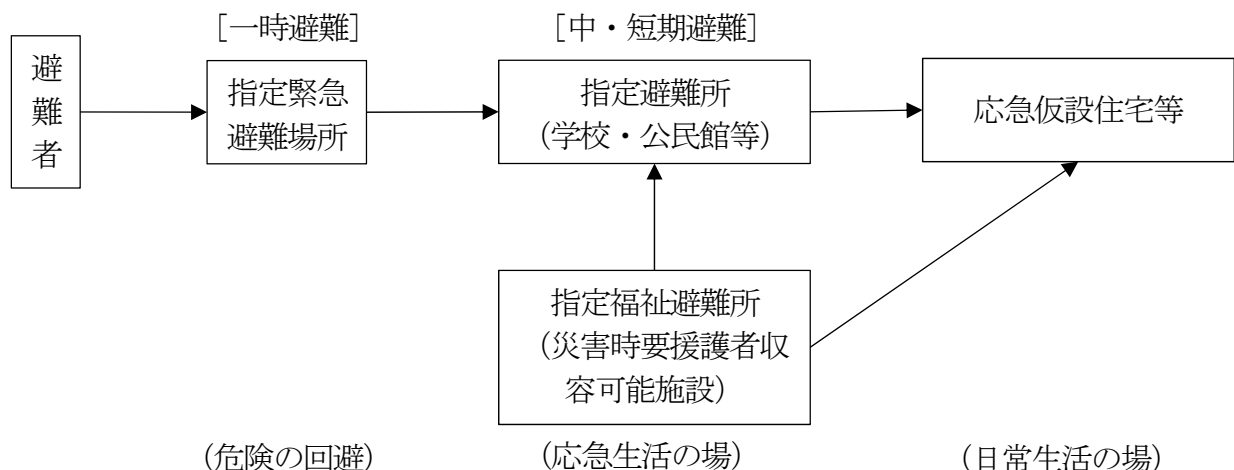 [一時避難]
[中・短期避難]
避難者
指定緊急
避難場所
指定避難所
(学校・公民館等)
応急仮設住宅等
指定福祉避難所
(災害時要援護者収
容可能施設)
(危険の回避)
(応急生活の場)
(日常生活の場)